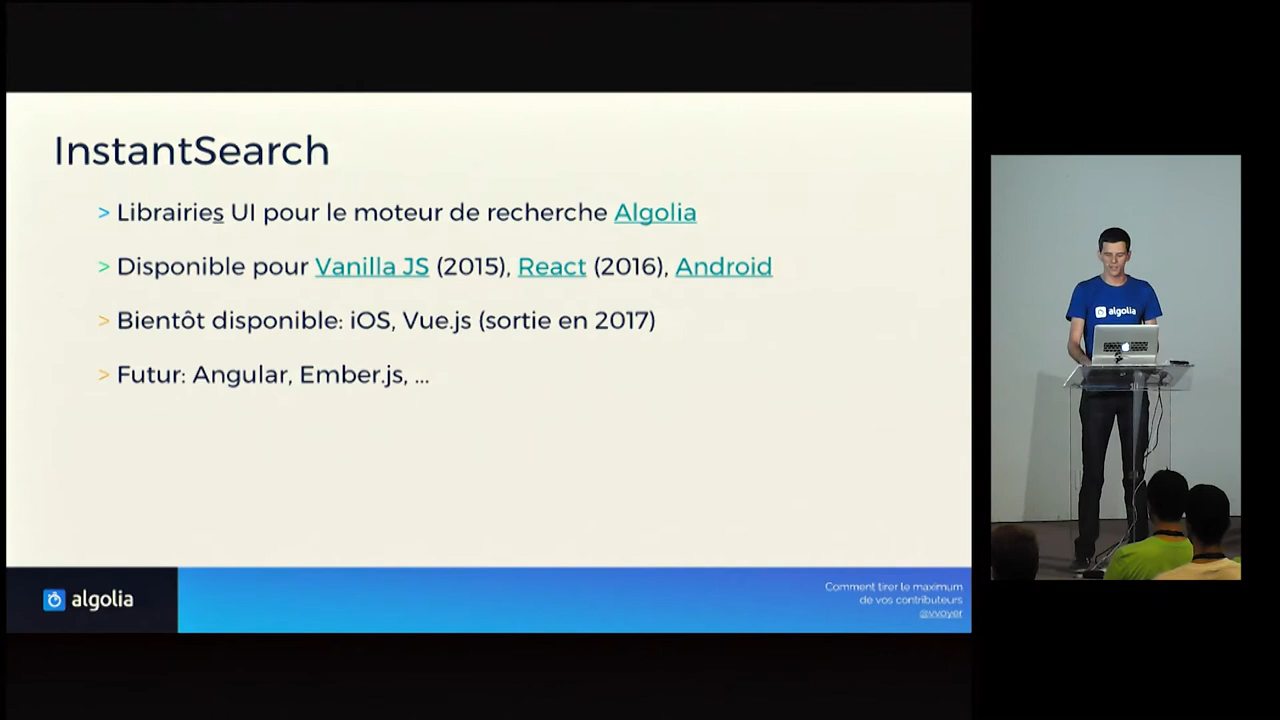 InstantSearch
> Librairies UI pour le moteur de recherche Algolia
> Disponible pour Vanilla JS (2015), React (2016), Android
> Bientôt disponible: iOS, Vue.js (sortie en 2017)
> Futur: Angular, Ember.js, ...
algolia
Comment tirer le maximum
de vos contributeurs
@vvoyer
algolia